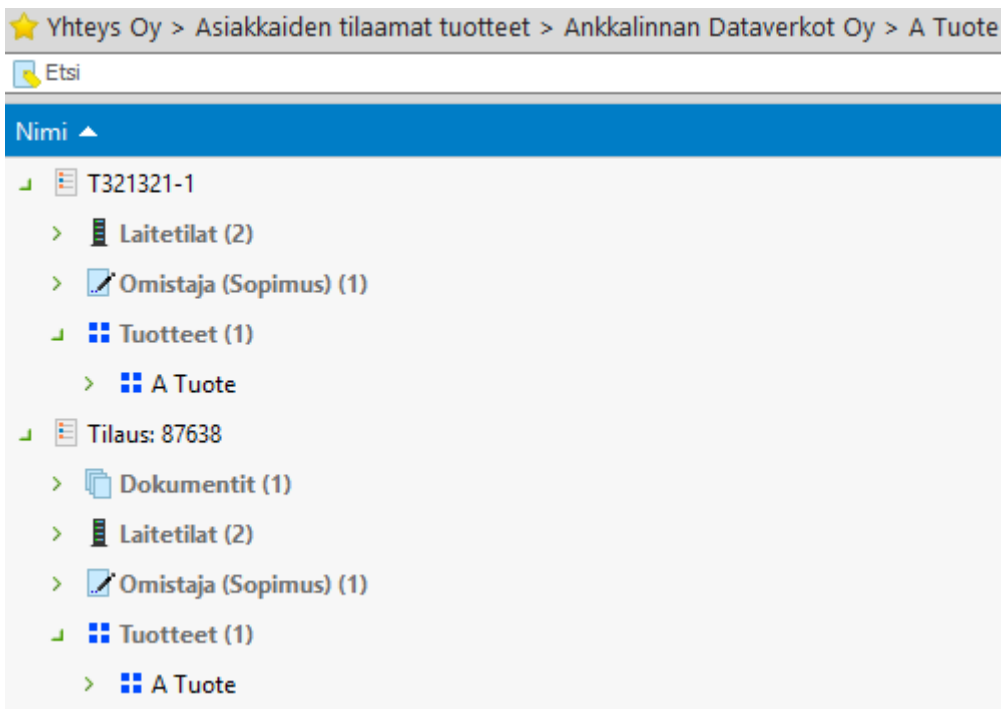 Yhteys Oy > Asiakkaiden tilaamat tuotteet > Ankkalinnan Dataverkot Oy > A Tuote
Etsi
Nimi
T321321-1
Laitetilat (2)
Omistaja (Sopimus) (1)
Tuotteet (1)
A Tuote
Tilaus: 87638
Dokumentit (1)
Laitetilat (2)
Omistaja (Sopimus) (1)
Tuotteet (1)
A Tuote